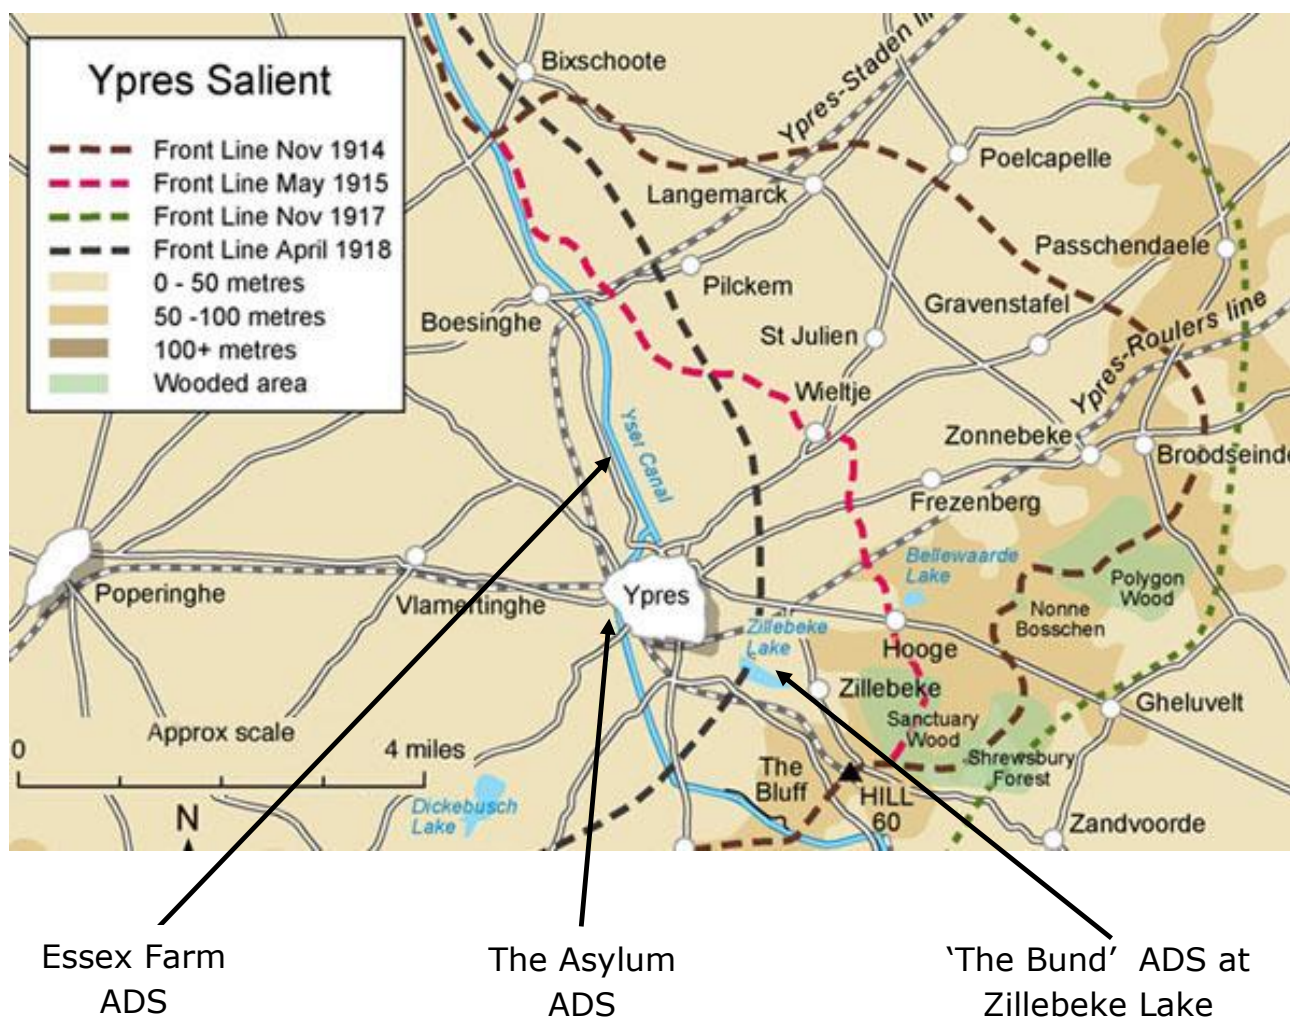 Ypres Salient
Front Line Nov 1914
Front Line May 1915
Front Line Nov 1917
Front Line April 1918
0 - 50 metres
50 -100 metres
100+ metres
Wooded area
Bixschoote
Ypres-Staden
Poelcapelle
Langemarck
Passchendaele
Pilckem
Gravenstafel
Boesinghe
St Julien
Ypres-Roulers line
Wieltje
Yser Canal
Zonnebeke
Broodseinde
Frezenberg
Bellewaarde
Lake
Polygon
Wood
Poperinghe
Vlamertinghe
Ypres
Nonne
Bosschen
Zillebeke
Lake
Hooge
Zillebeke
Gheluvelt
Sanctuary
Wood
Approx scale
0
4 miles
Shrewsbury
Forest
The
Bluff
HILL
60
Dickebusch
Lake
N
Zandvoorde
Essex Farm
ADS
The Asylum
ADS
‘The Bund’ ADS at
Zillebeke Lake